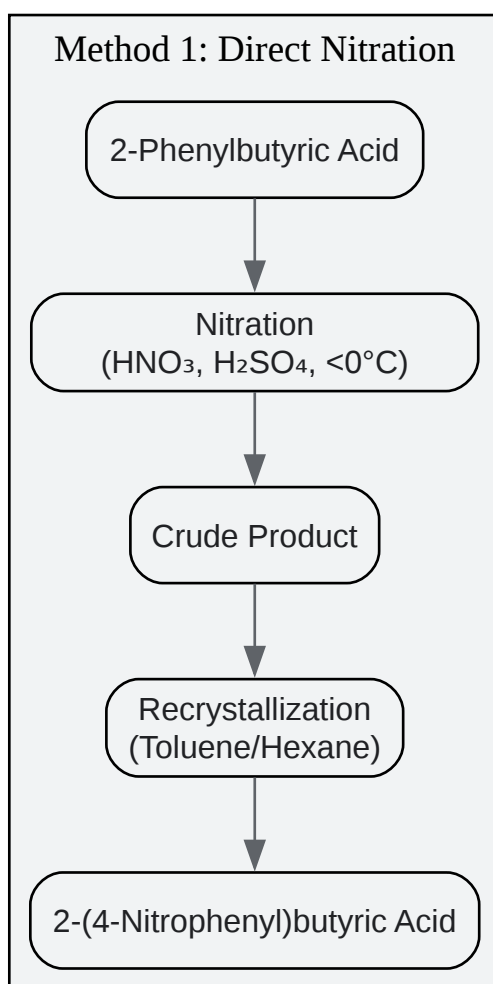 Method 1: Direct Nitration
2-Phenylbutyric Acid
Nitration
(HNO₃, H₂SO₄, <0°C)
Crude Product
Recrystallization
(Toluene/Hexane)
2-(4-Nitrophenyl)butyric Acid